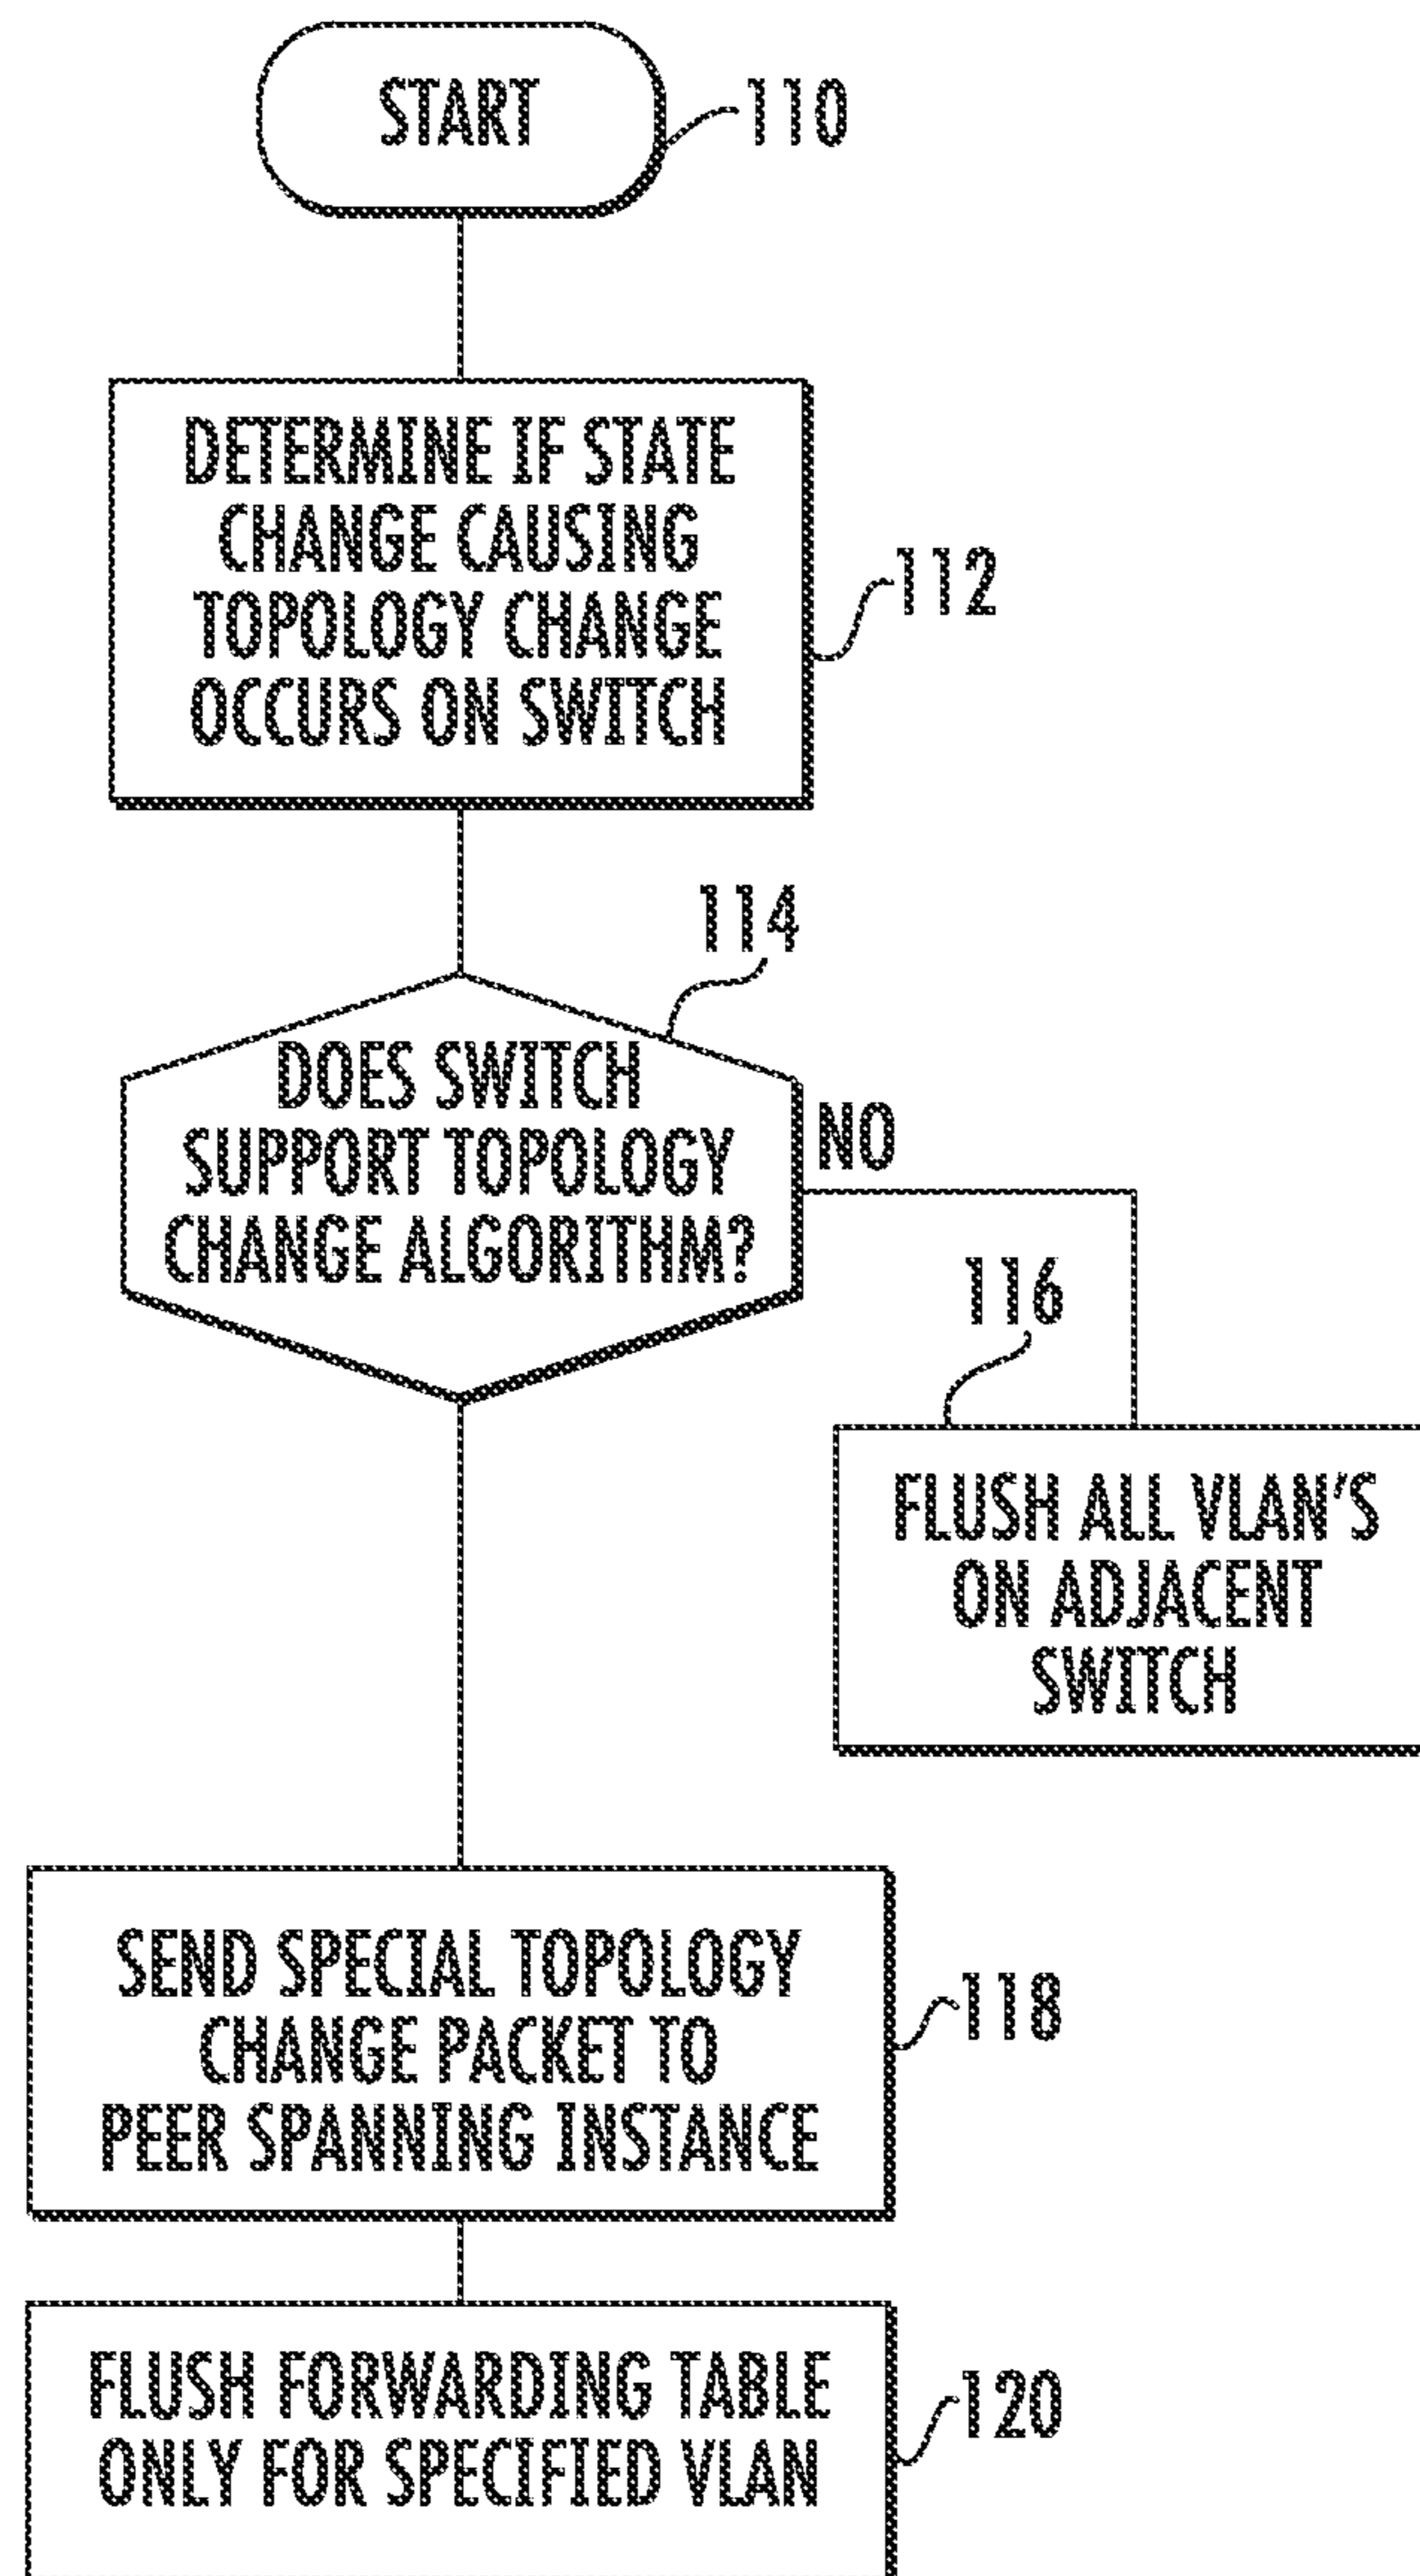 START
110
DETERMINE IF STATE
CHANGE CAUSING
TOPOLOGY CHANGE
OCCURS ON SWITCH
112
114
DOES SWITCH
SUPPORT TOPOLOGY
CHANGE ALGORITHM?
NO
116
FLUSH ALL VLAN'S
ON ADJACENT
SWITCH
SEND SPECIAL TOPOLOGY
CHANGE PACKET TO
PEER SPANNING INSTANCE
118
FLUSH FORWARDING TABLE
ONLY FOR SPECIFIED VLAN
120